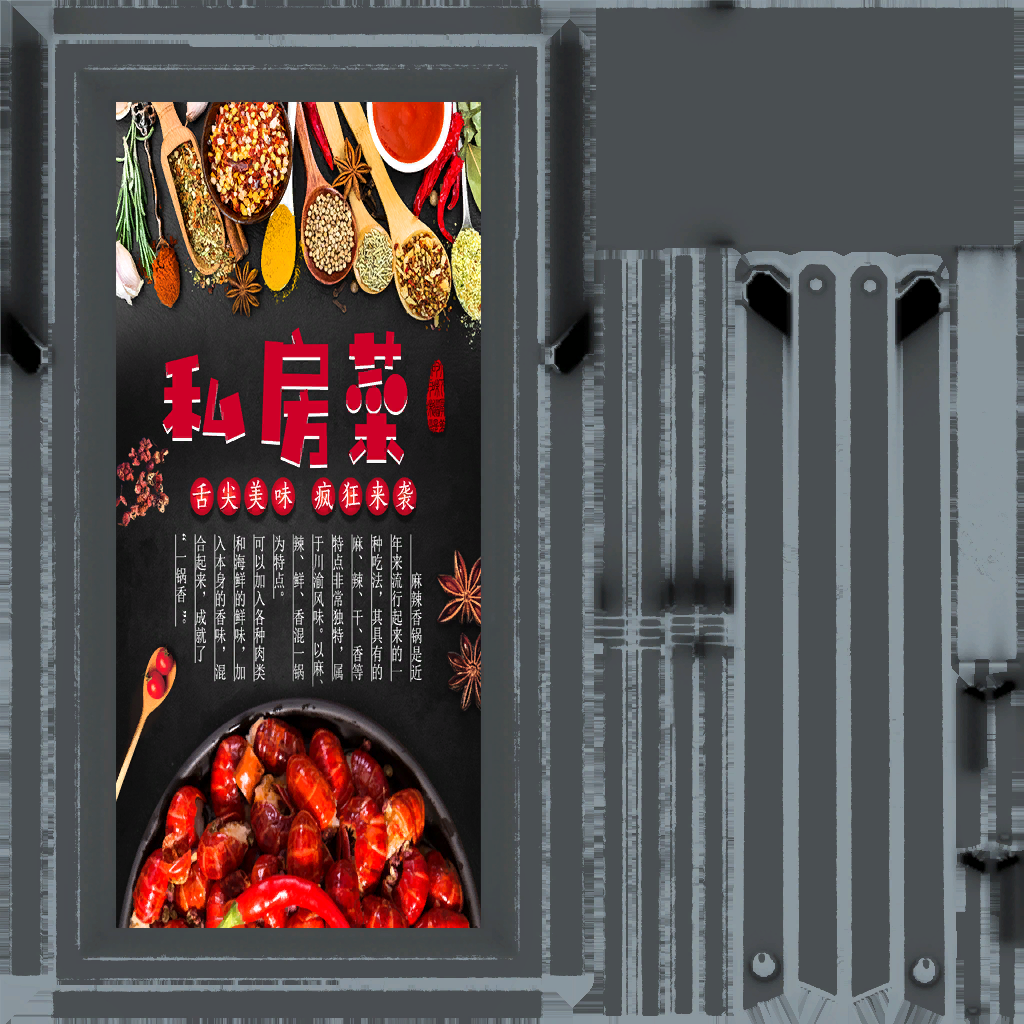 私房菜
舌尖美味 疯狂来袭
麻辣香锅是近
年来流行起来的一
种吃法，其具有的
麻、辣、干、香等
特点非常独特，属
于川渝风味。以麻、
辣、鲜、香混一锅
为特点。
可以加入各种肉类
和海鲜的鲜味，加
入本身的香味，混
合起来，成就了
“一锅香”。